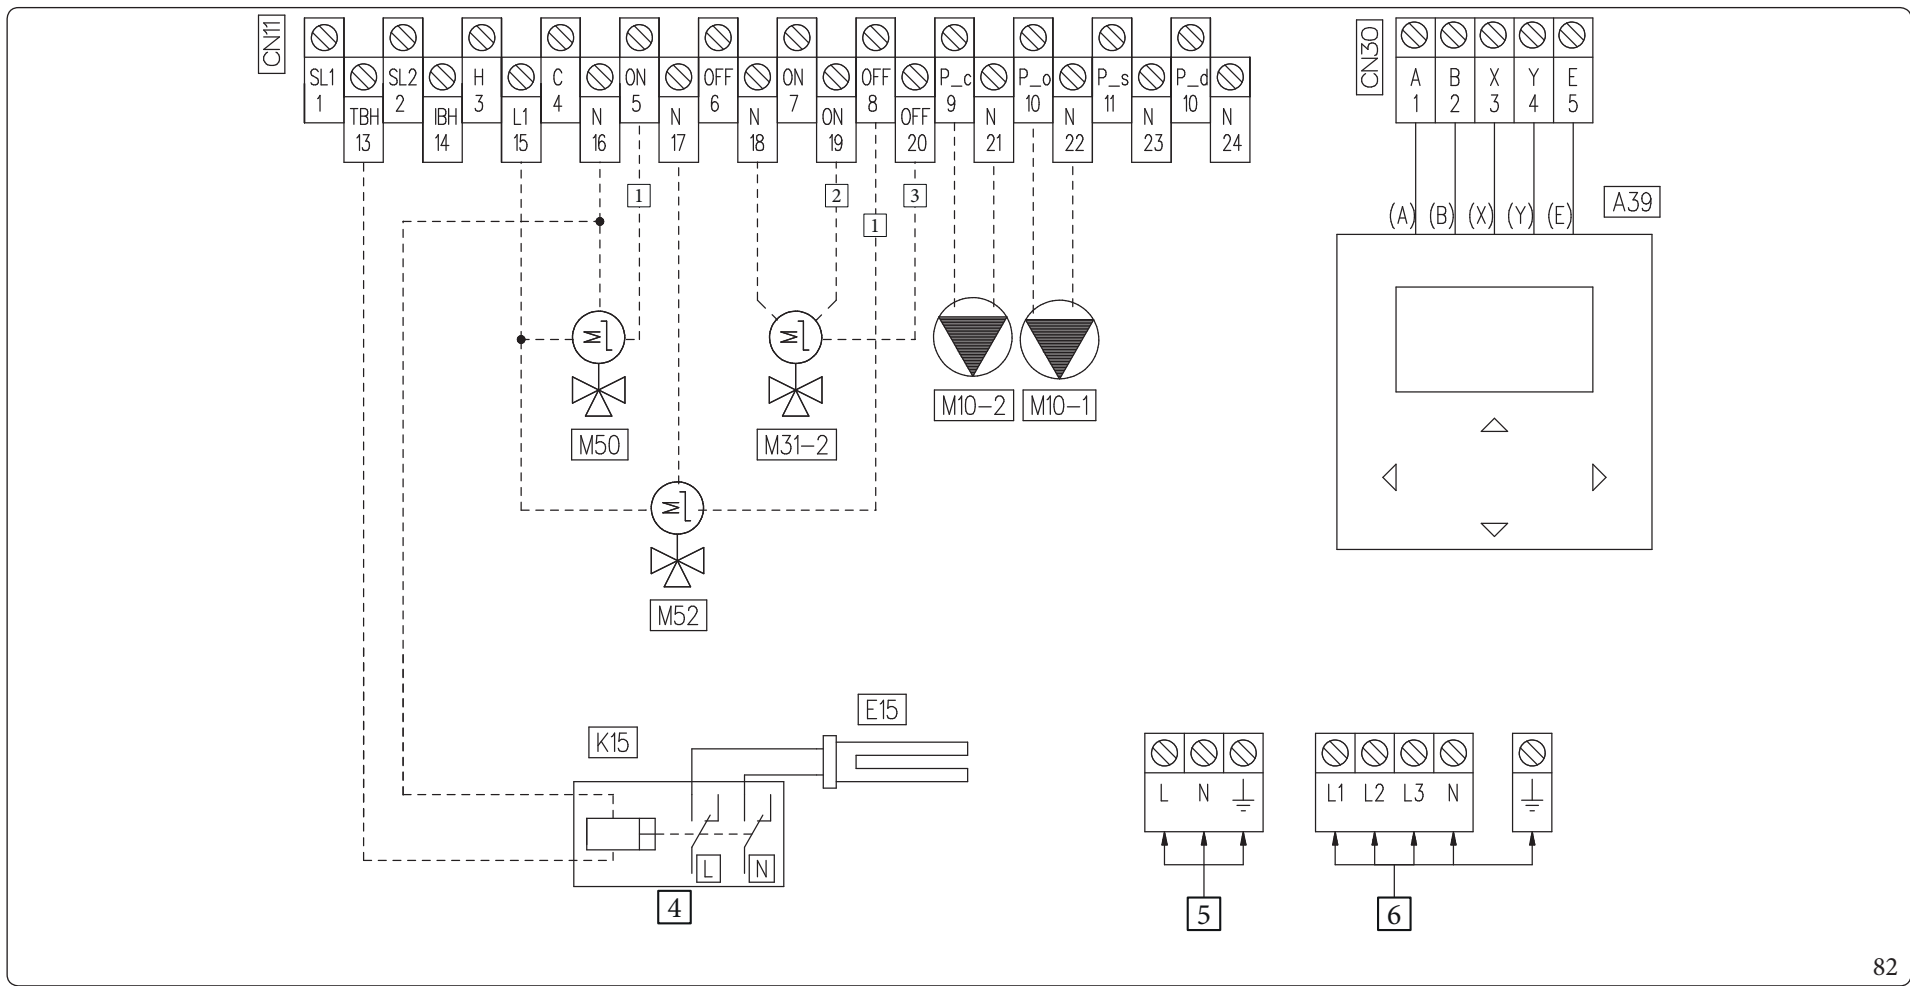 CN11
SL1 SL2 H C ON OFF ON OFF P_c P_o P_s P_d
1 2 3 4 5 6 7 8 9 10 11 10
TBH IBH L1 N N N ON OFF N N N N
13 14 15 16 17 18 19 20 21 22 23 24
CN30
A B X Y E
1 2 3 4 5
1 2 3
1
(A) (B) (X) (Y) (E)
A39
M M
M10-2 M10-1
M50 M31-2
M
M52
E15
K15
L N
4
L N
5
L1 L2 L3 N
6
82